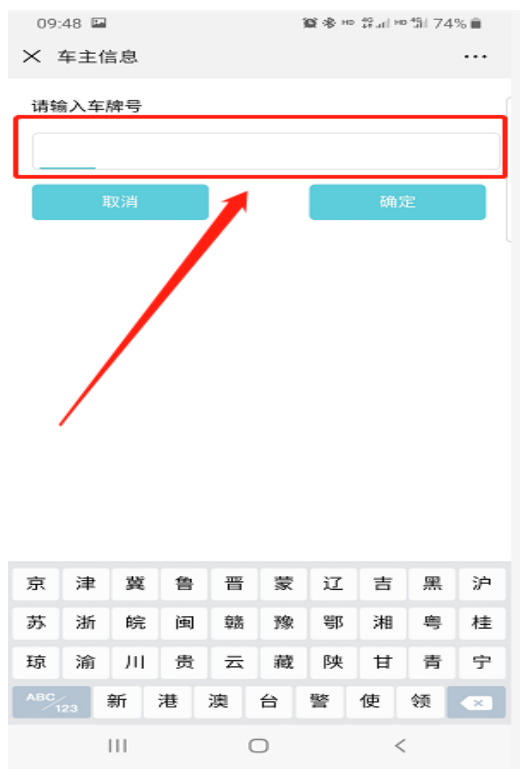 09:48 74%
车主信息
请输入车牌号
取消 确定
京 津 冀 鲁 晋 蒙 辽 吉 黑 沪
苏 浙 皖 闽 赣 豫 鄂 湘 粤 桂
琼 渝 川 贵 云 藏 陕 甘 青 宁
ABC/123 新 港 澳 台 警 使 领